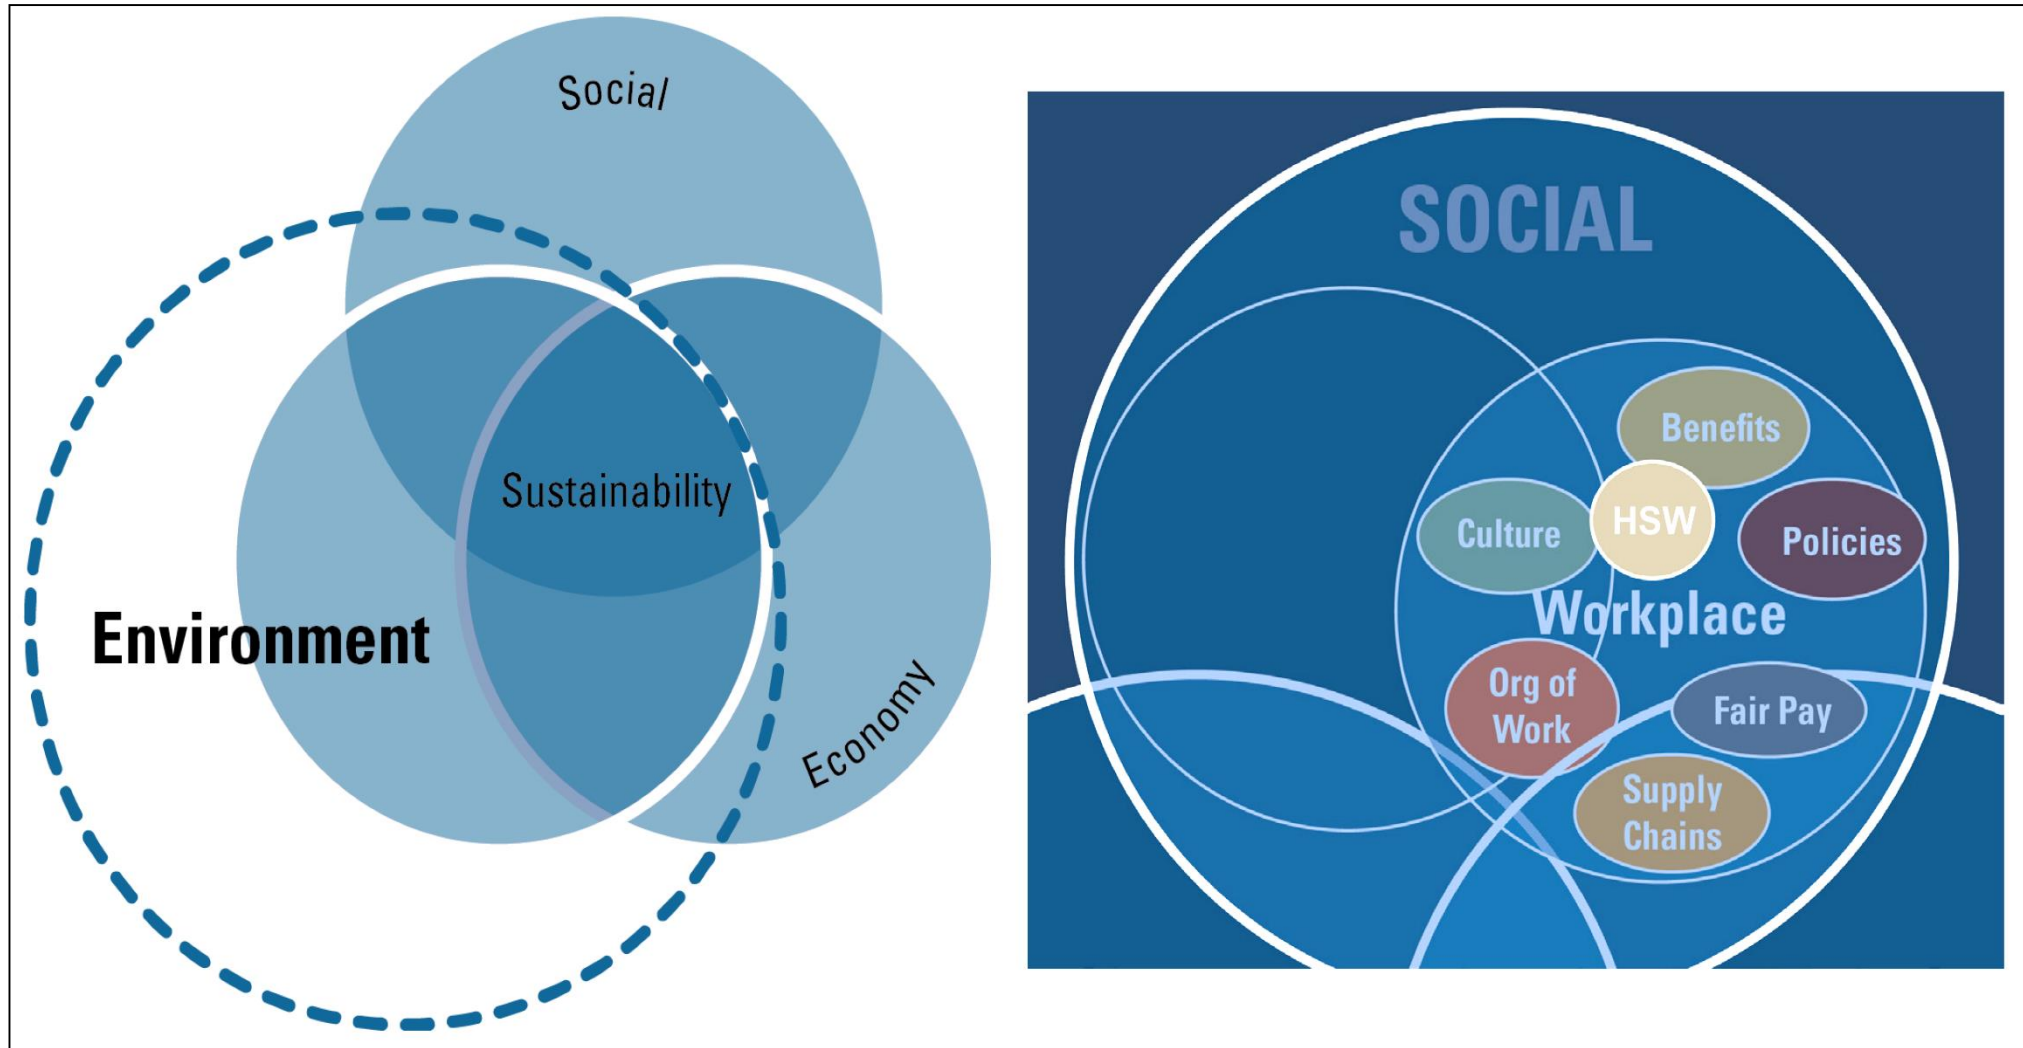 Social
Sustainability
Environment
Economy
SOCIAL
Benefits
HSW
Culture
Policies
Workplace
Org of
Work
Fair Pay
Supply
Chains